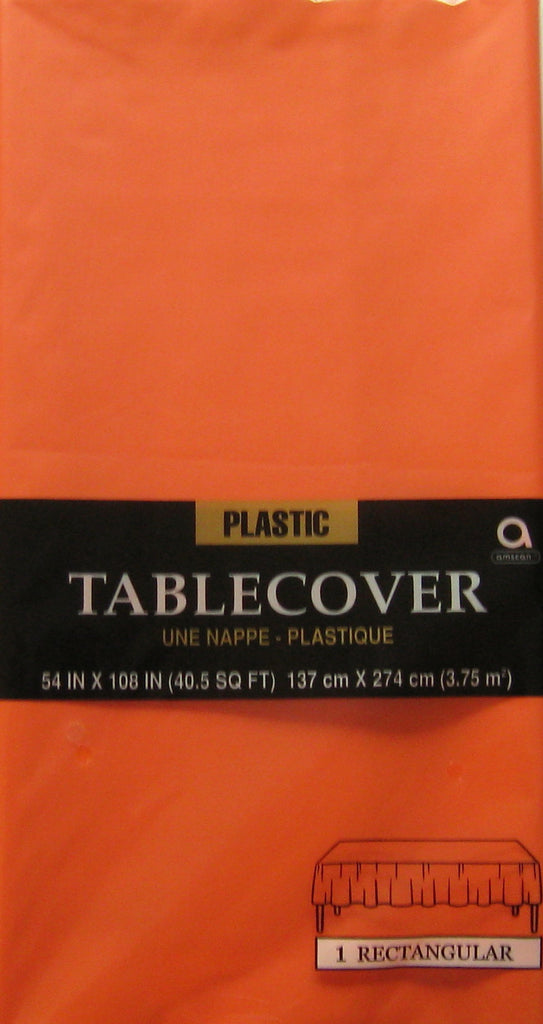 PLASTIC
a
amscan
TABLECOVER
UNE NAPPE - PLASTIQUE
54 IN X 108 IN (40.5 SQ FT) 137 cm X 274 cm (3.75 m²)
1 RECTANGULAR